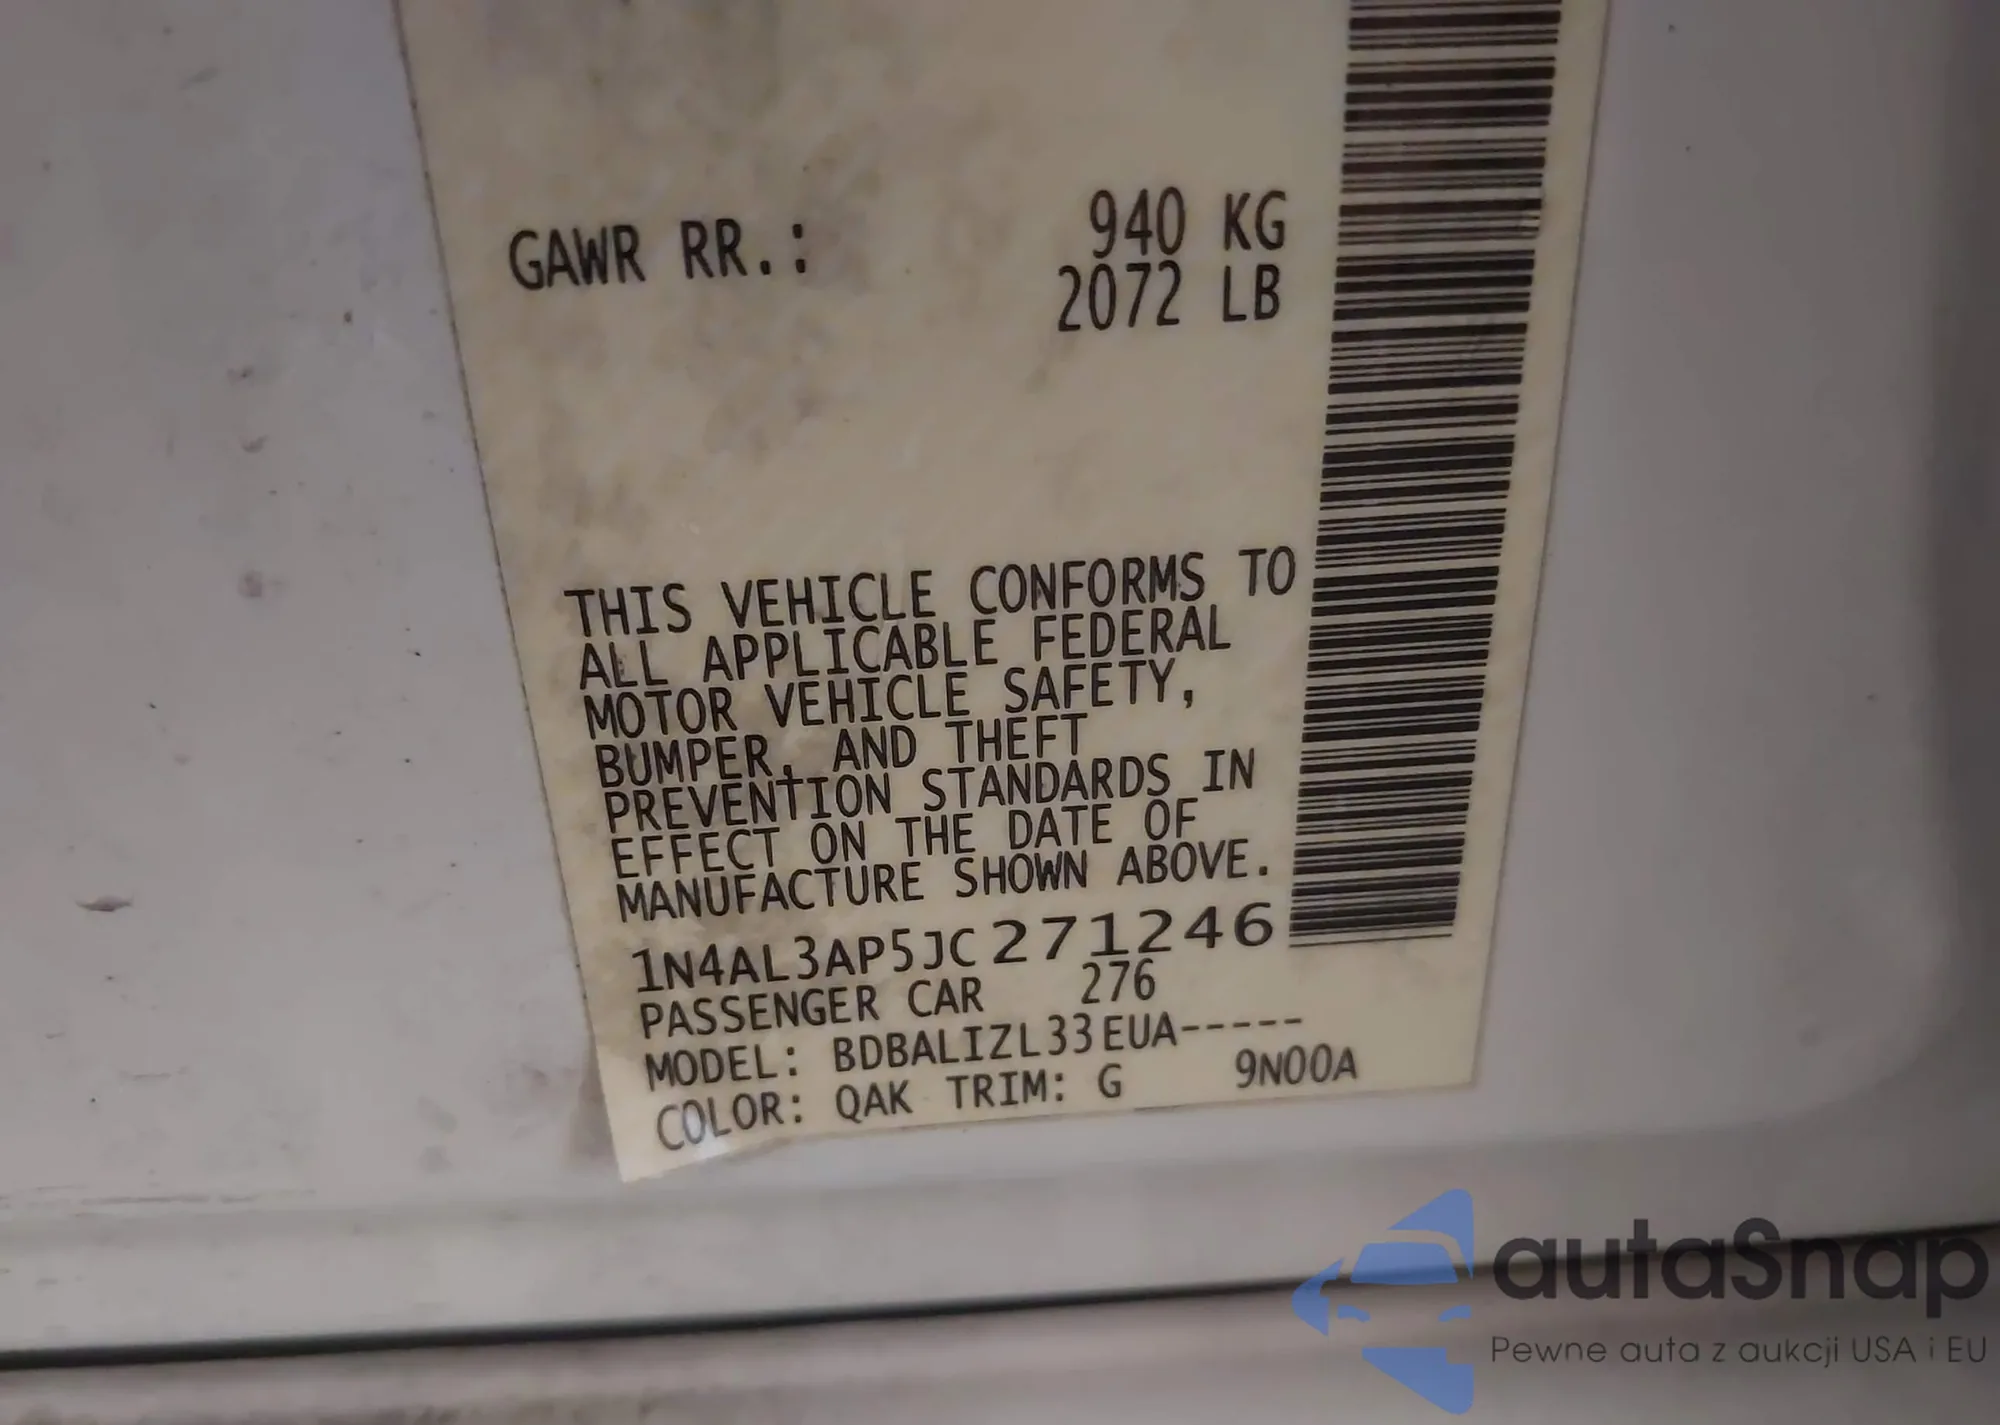 GAWR RR.: 940 KG
2072 LB
THIS VEHICLE CONFORMS TO
ALL APPLICABLE FEDERAL
MOTOR VEHICLE SAFETY,
BUMPER, AND THEFT
PREVENTION STANDARDS IN
EFFECT ON THE DATE OF
MANUFACTURE SHOWN ABOVE.
1N4AL3AP5JC271246
PASSENGER CAR 276
MODEL: BDBALIZL33EUA-----
COLOR: QAK TRIM: G 9N00A
autaSnap
Pewne auta z aukcji USA i EU